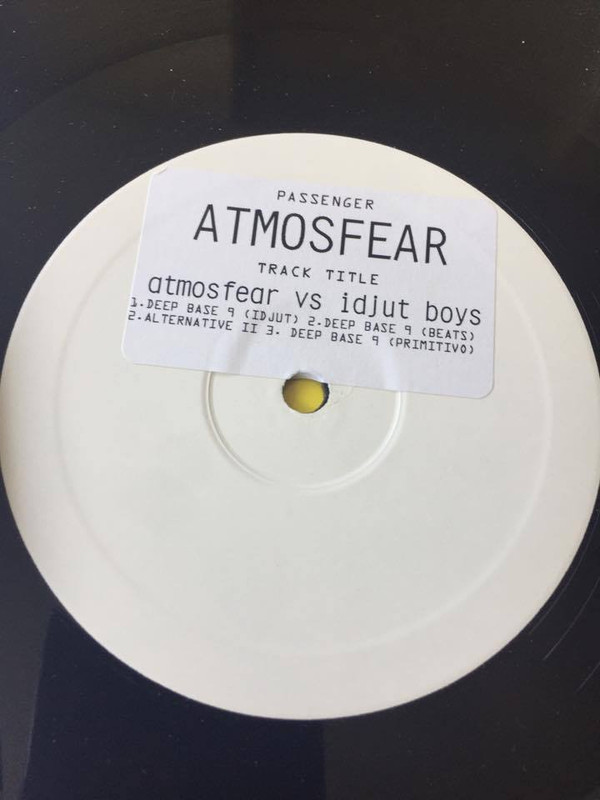 PASSENGER
ATMOSFEAR
TRACK TITLE
atmosfear vs idjut boys
1.DEEP BASE 9 (IDJUT) 2.DEEP BASE 9 (BEATS)
2.ALTERNATIVE II 3. DEEP BASE 9 (PRIMITIVO)